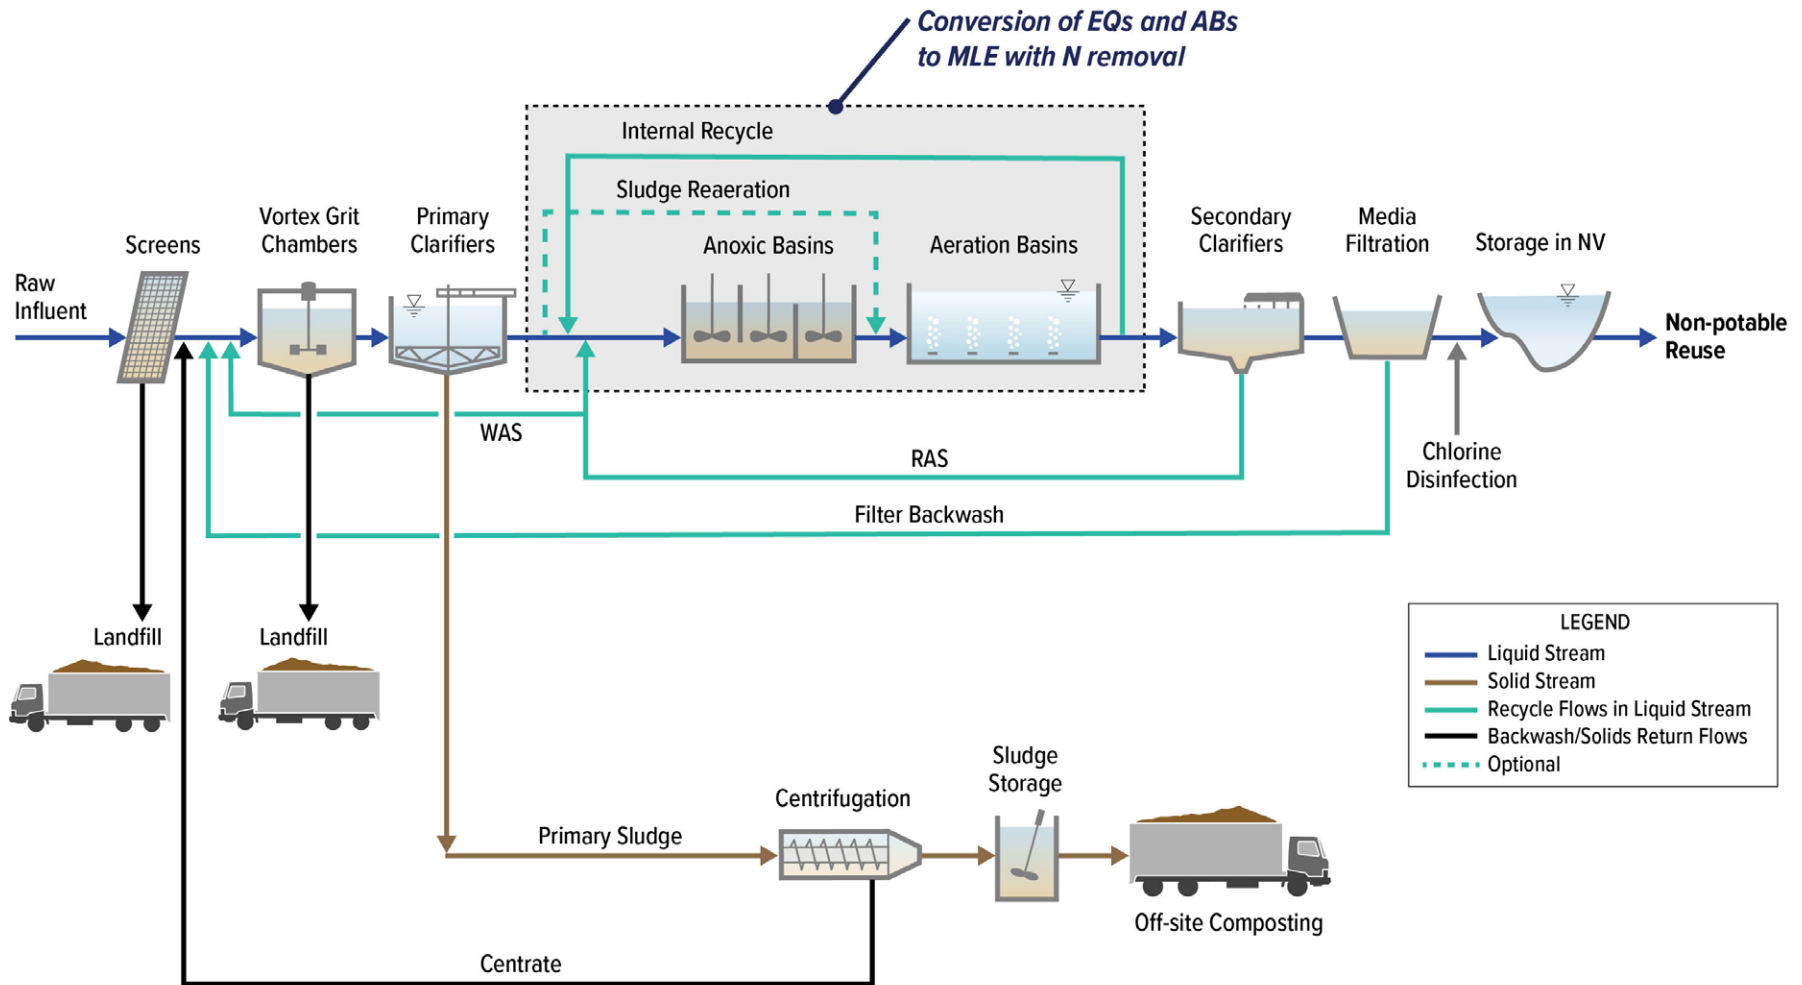 Conversion of EQs and ABs
to MLE with N removal
Internal Recycle
Sludge Reaeration
Raw
Influent
Screens
Vortex Grit
Chambers
Primary
Clarifiers
Anoxic Basins
Aeration Basins
Secondary
Clarifiers
Media
Filtration
Storage in NV
Non-potable
Reuse
WAS
RAS
Chlorine
Disinfection
Filter Backwash
Landfill
Landfill
LEGEND
Liquid Stream
Solid Stream
Recycle Flows in Liquid Stream
Backwash/Solids Return Flows
Optional
Primary Sludge
Centrifugation
Sludge
Storage
Off-site Composting
Centrate